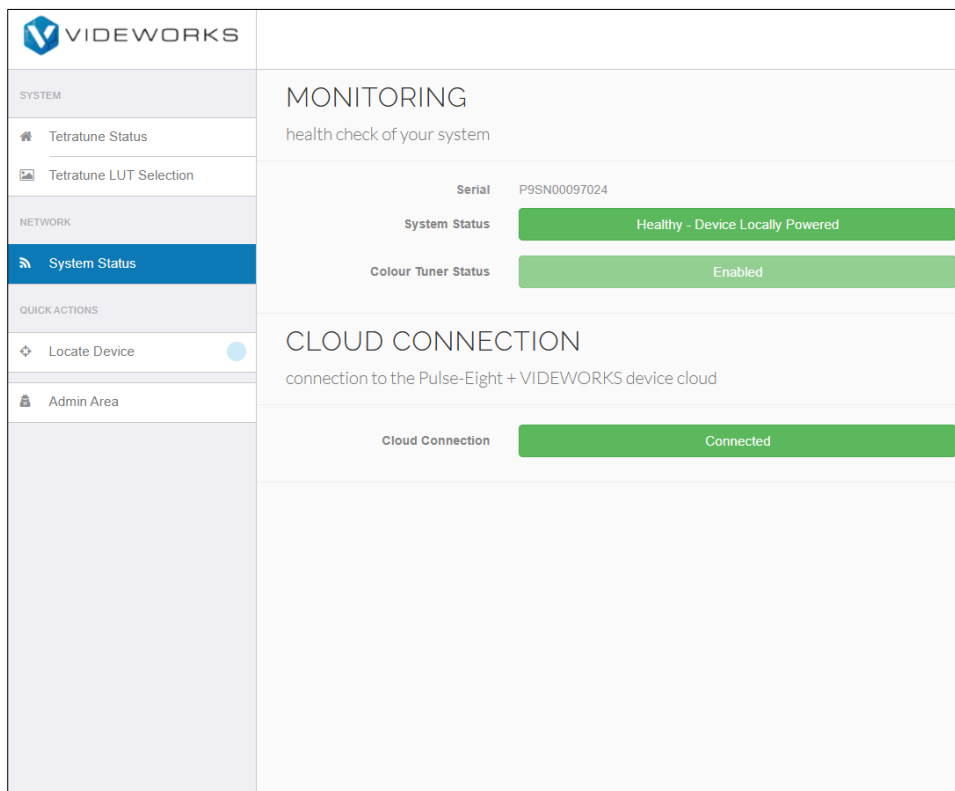 VIDEWORKS
SYSTEM
Tetratune Status
Tetratune LUT Selection
NETWORK
System Status
QUICK ACTIONS
Locate Device
Admin Area
MONITORING
health check of your system
Serial P9SN00097024
System Status Healthy - Device Locally Powered
Colour Tuner Status Enabled
CLOUD CONNECTION
connection to the Pulse-Eight + VIDEWORKS device cloud
Cloud Connection Connected